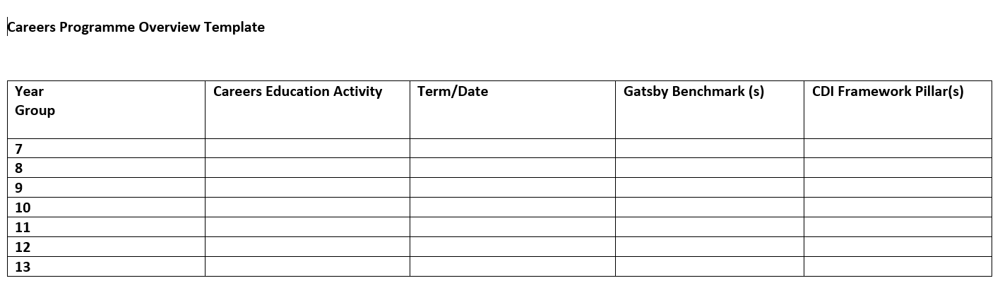 Careers Programme Overview Template
Year Group
Careers Education Activity
Term/Date
Gatsby Benchmark (s)
CDI Framework Pillar(s)
7
8
9
10
11
12
13